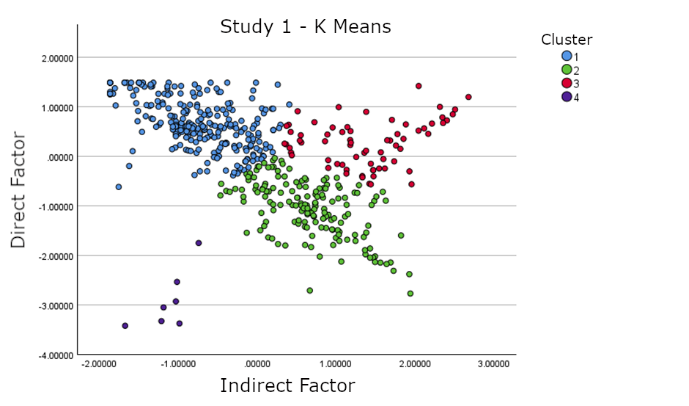 Study 1 - K Means
Cluster
1
2
3
4
2.00000
1.00000
.00000
-1.00000
-2.00000
-3.00000
-4.00000
Direct Factor
-2.00000 -1.00000 .00000 1.00000 2.00000 3.00000
Indirect Factor